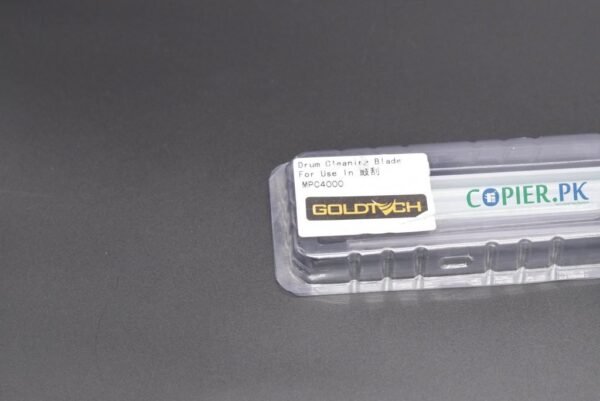 Drum Cleaning Blade
For Use In 鼓刮
MPC4000
GOLDTECH
COPIER.PK